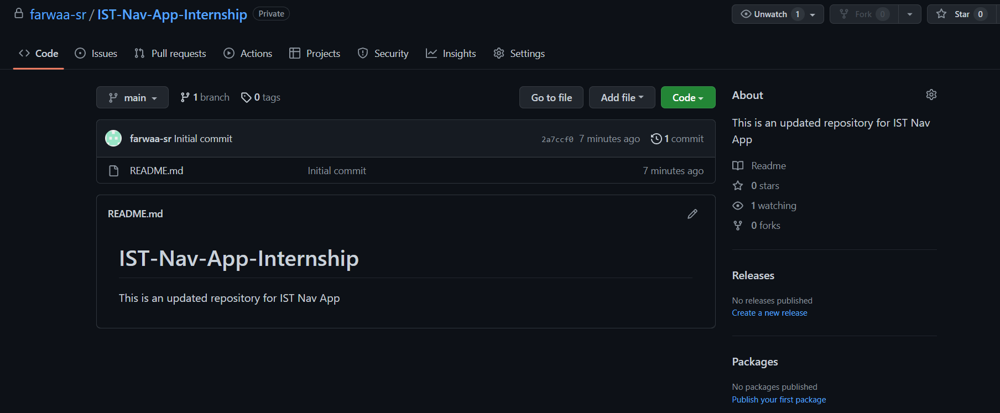 farwaa-sr / IST-Nav-App-Internship Private
Unwatch 1 Fork 0 Star 0
Code Issues Pull requests Actions Projects Security Insights Settings
main 1 branch 0 tags Go to file Add file Code
farwaa-sr Initial commit 2a7ccf0 7 minutes ago 1 commit
README.md Initial commit 7 minutes ago
README.md
IST-Nav-App-Internship
This is an updated repository for IST Nav App
About
This is an updated repository for IST Nav
App
Readme
0 stars
1 watching
0 forks
Releases
No releases published
Create a new release
Packages
No packages published
Publish your first package